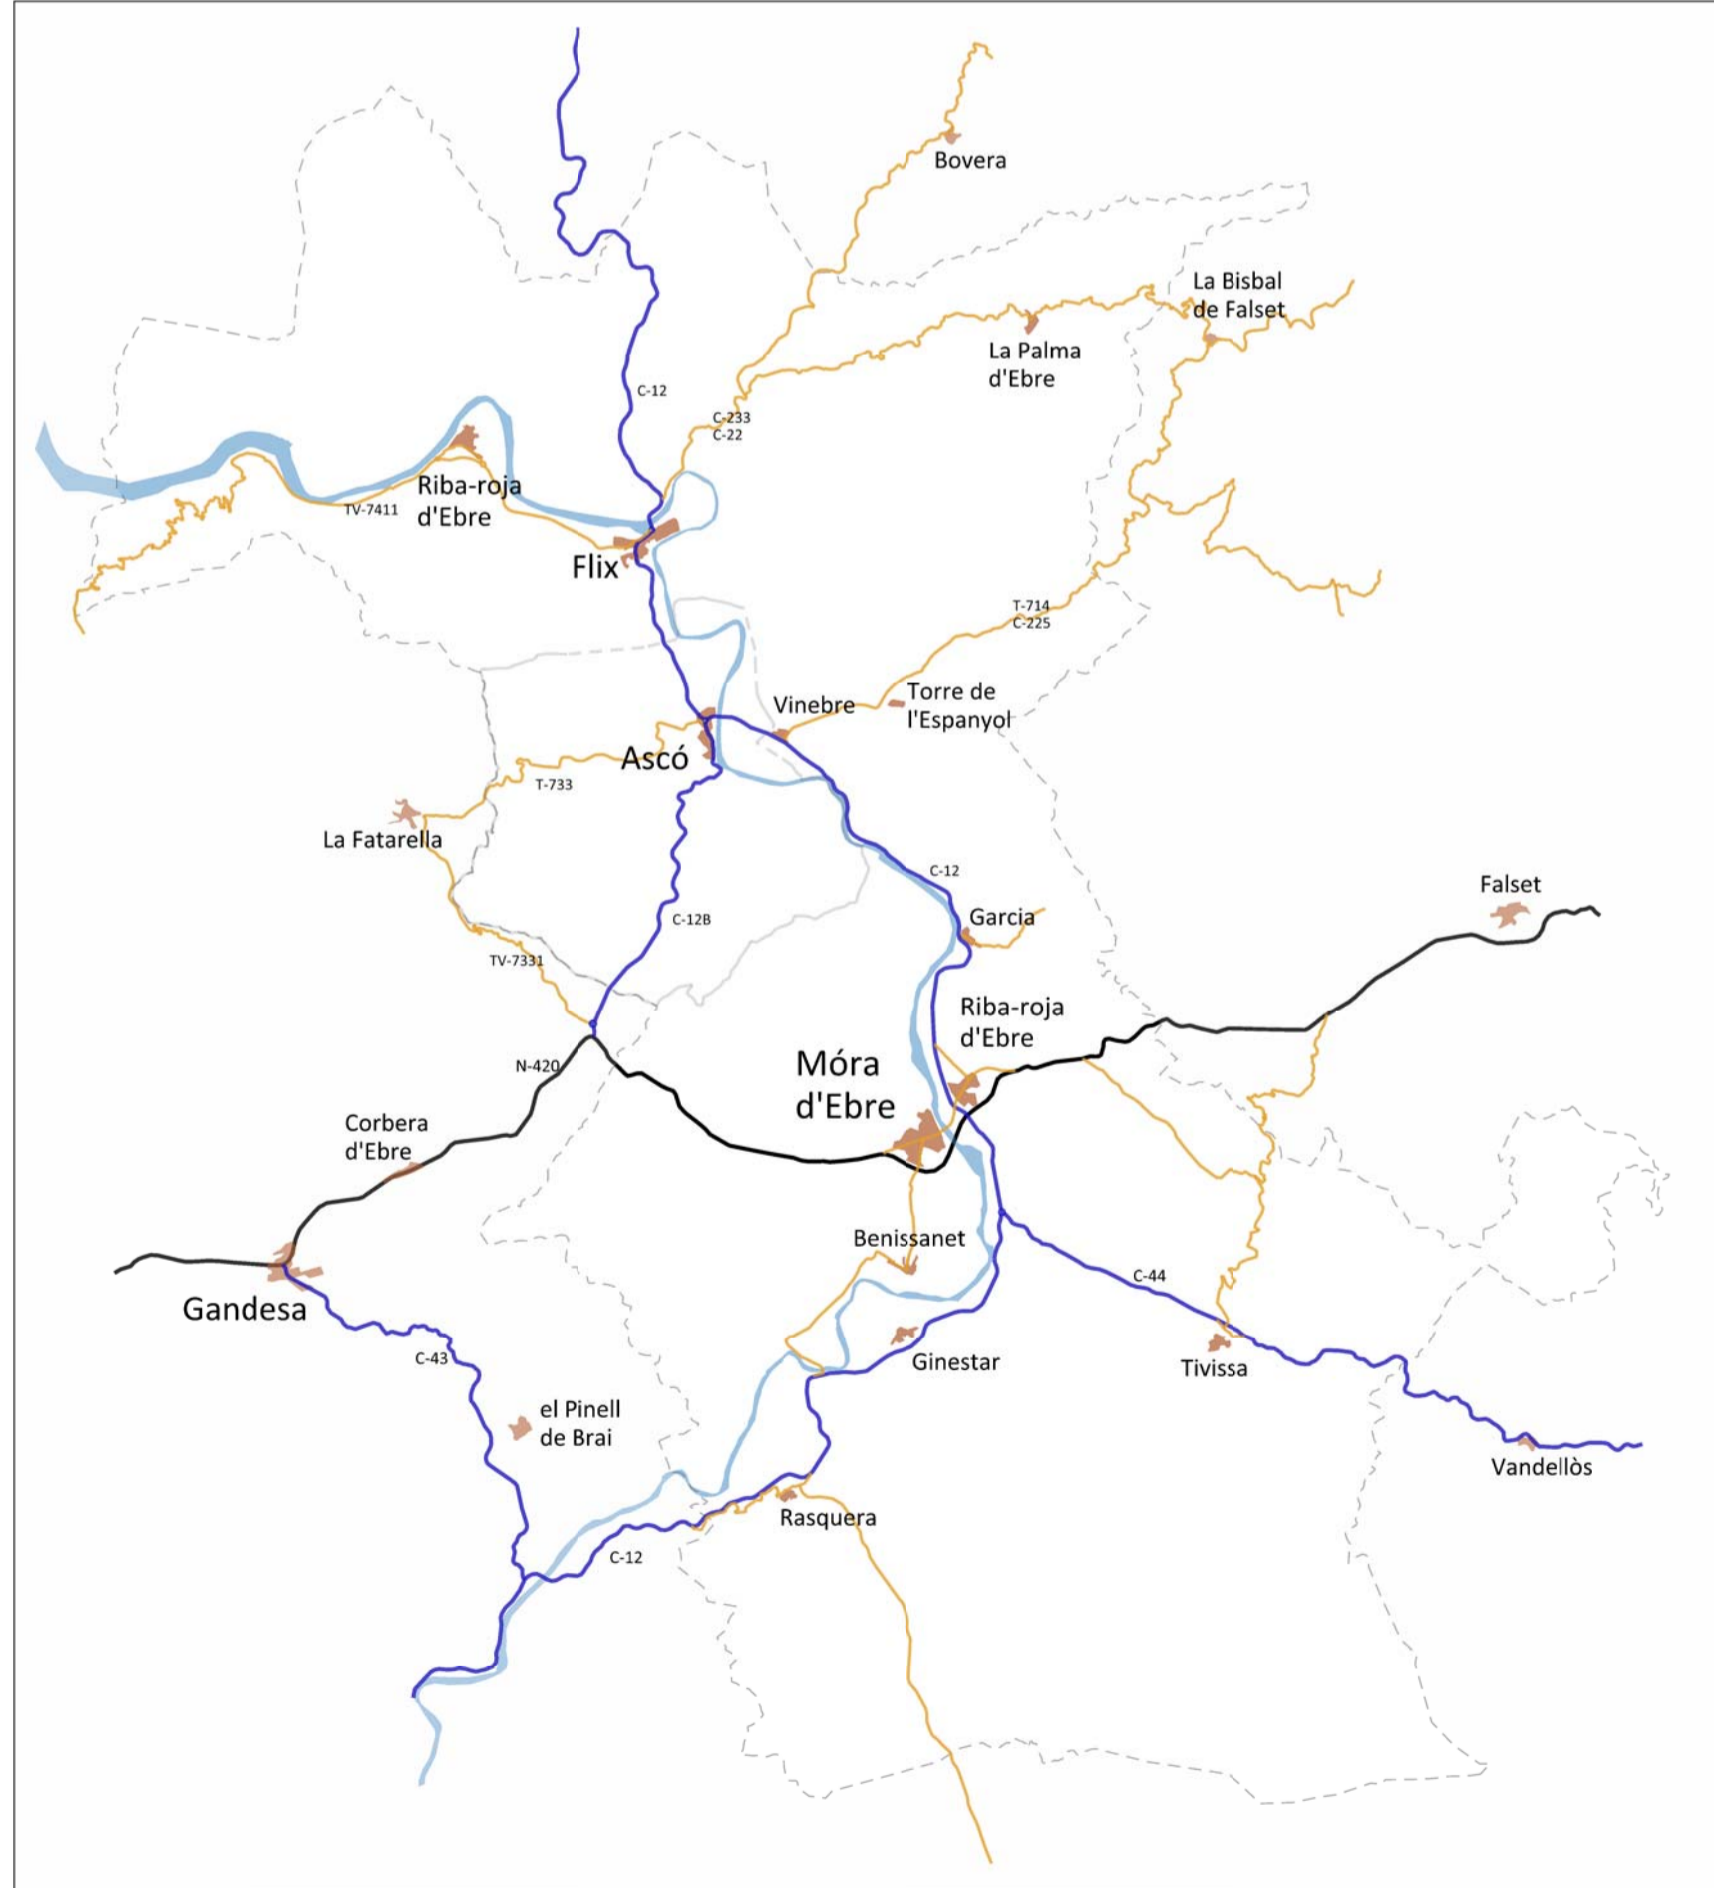 Bovera
La Bisbal
de Falset
La Palma
d'Ebre
C-12
C-233
C-22
Riba-roja
d'Ebre
TV-7411
Flix
T-714
C-225
Torre de
l'Espanyol
Vinebre
Ascó
T-733
La Fatarella
C-12
Falset
Garcia
C-12B
TV-7331
Riba-roja
d'Ebre
Móra
d'Ebre
N-420
Corbera
d'Ebre
Benissanet
C-44
Gandesa
C-43
Ginestar
Tivissa
el Pinell
de Brai
Vandellòs
Rasquera
C-12